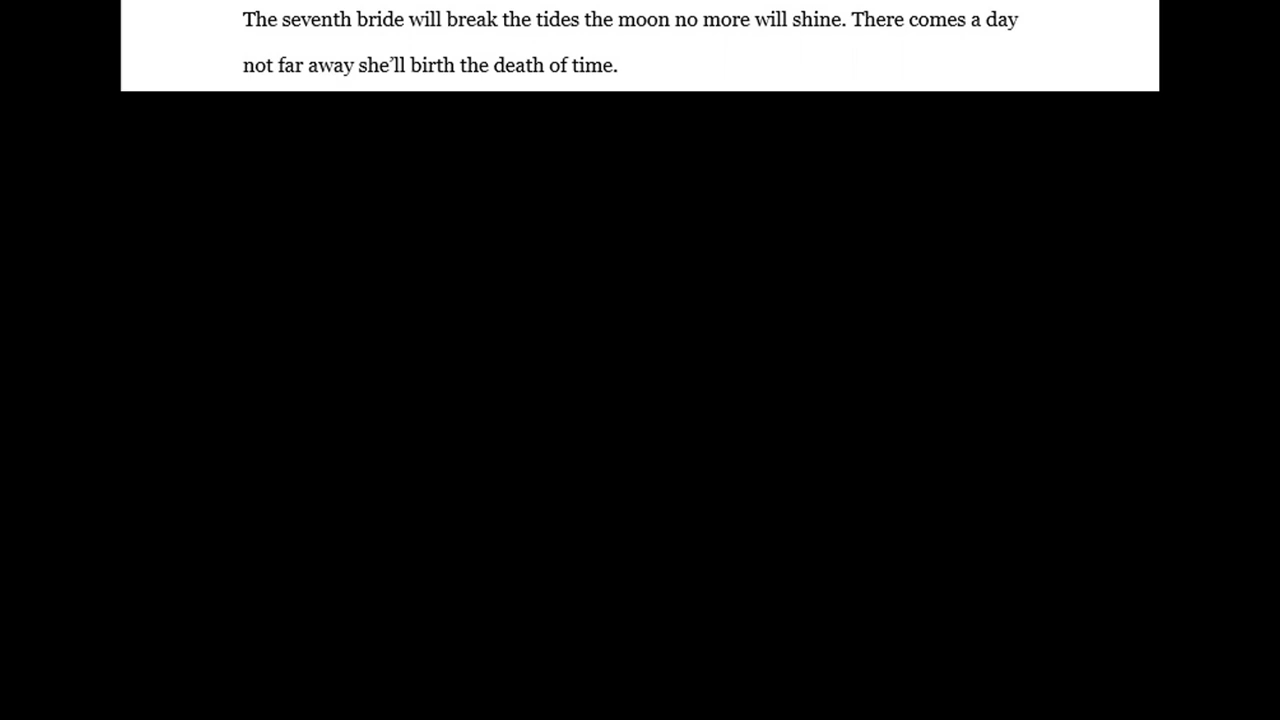 The seventh bride will break the tides the moon no more will shine. There comes a day
not far away she’ll birth the death of time.